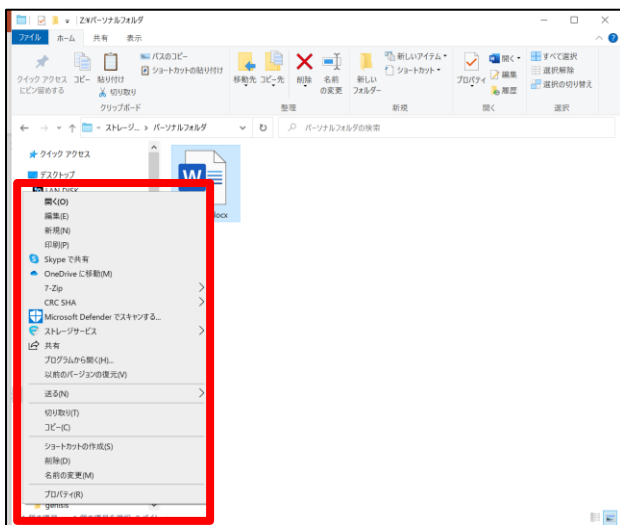 Z:¥パーソナルフォルダ
ファイル ホーム 共有 表示
クイック アクセス
にピン留めする
コピー
貼り付け
パスのコピー
ショートカットの貼り付け
切り取り
移動先
コピー先
削除
名前
の変更
新しい
フォルダー
新しいアイテム
ショートカット
プロパティ
開く
編集
履歴
すべて選択
選択解除
選択の切り替え
クリップボード 整理 新規 開く 選択
ストレージ... パーソナルフォルダ
パーソナルフォルダの検索
クイック アクセス
デスクトップ
LAN DISK
W
docx
開く(O)
編集(E)
新規(N)
印刷(P)
Skype で共有
OneDrive に移動(M)
7-Zip
CRC SHA
Microsoft Defender でスキャンする...
ストレージサービス
共有
プログラムから開く(H)...
以前のバージョンの復元(V)
送る(N)
切り取り(T)
コピー(C)
ショートカットの作成(S)
削除(D)
名前の変更(M)
プロパティ(R)
genisis